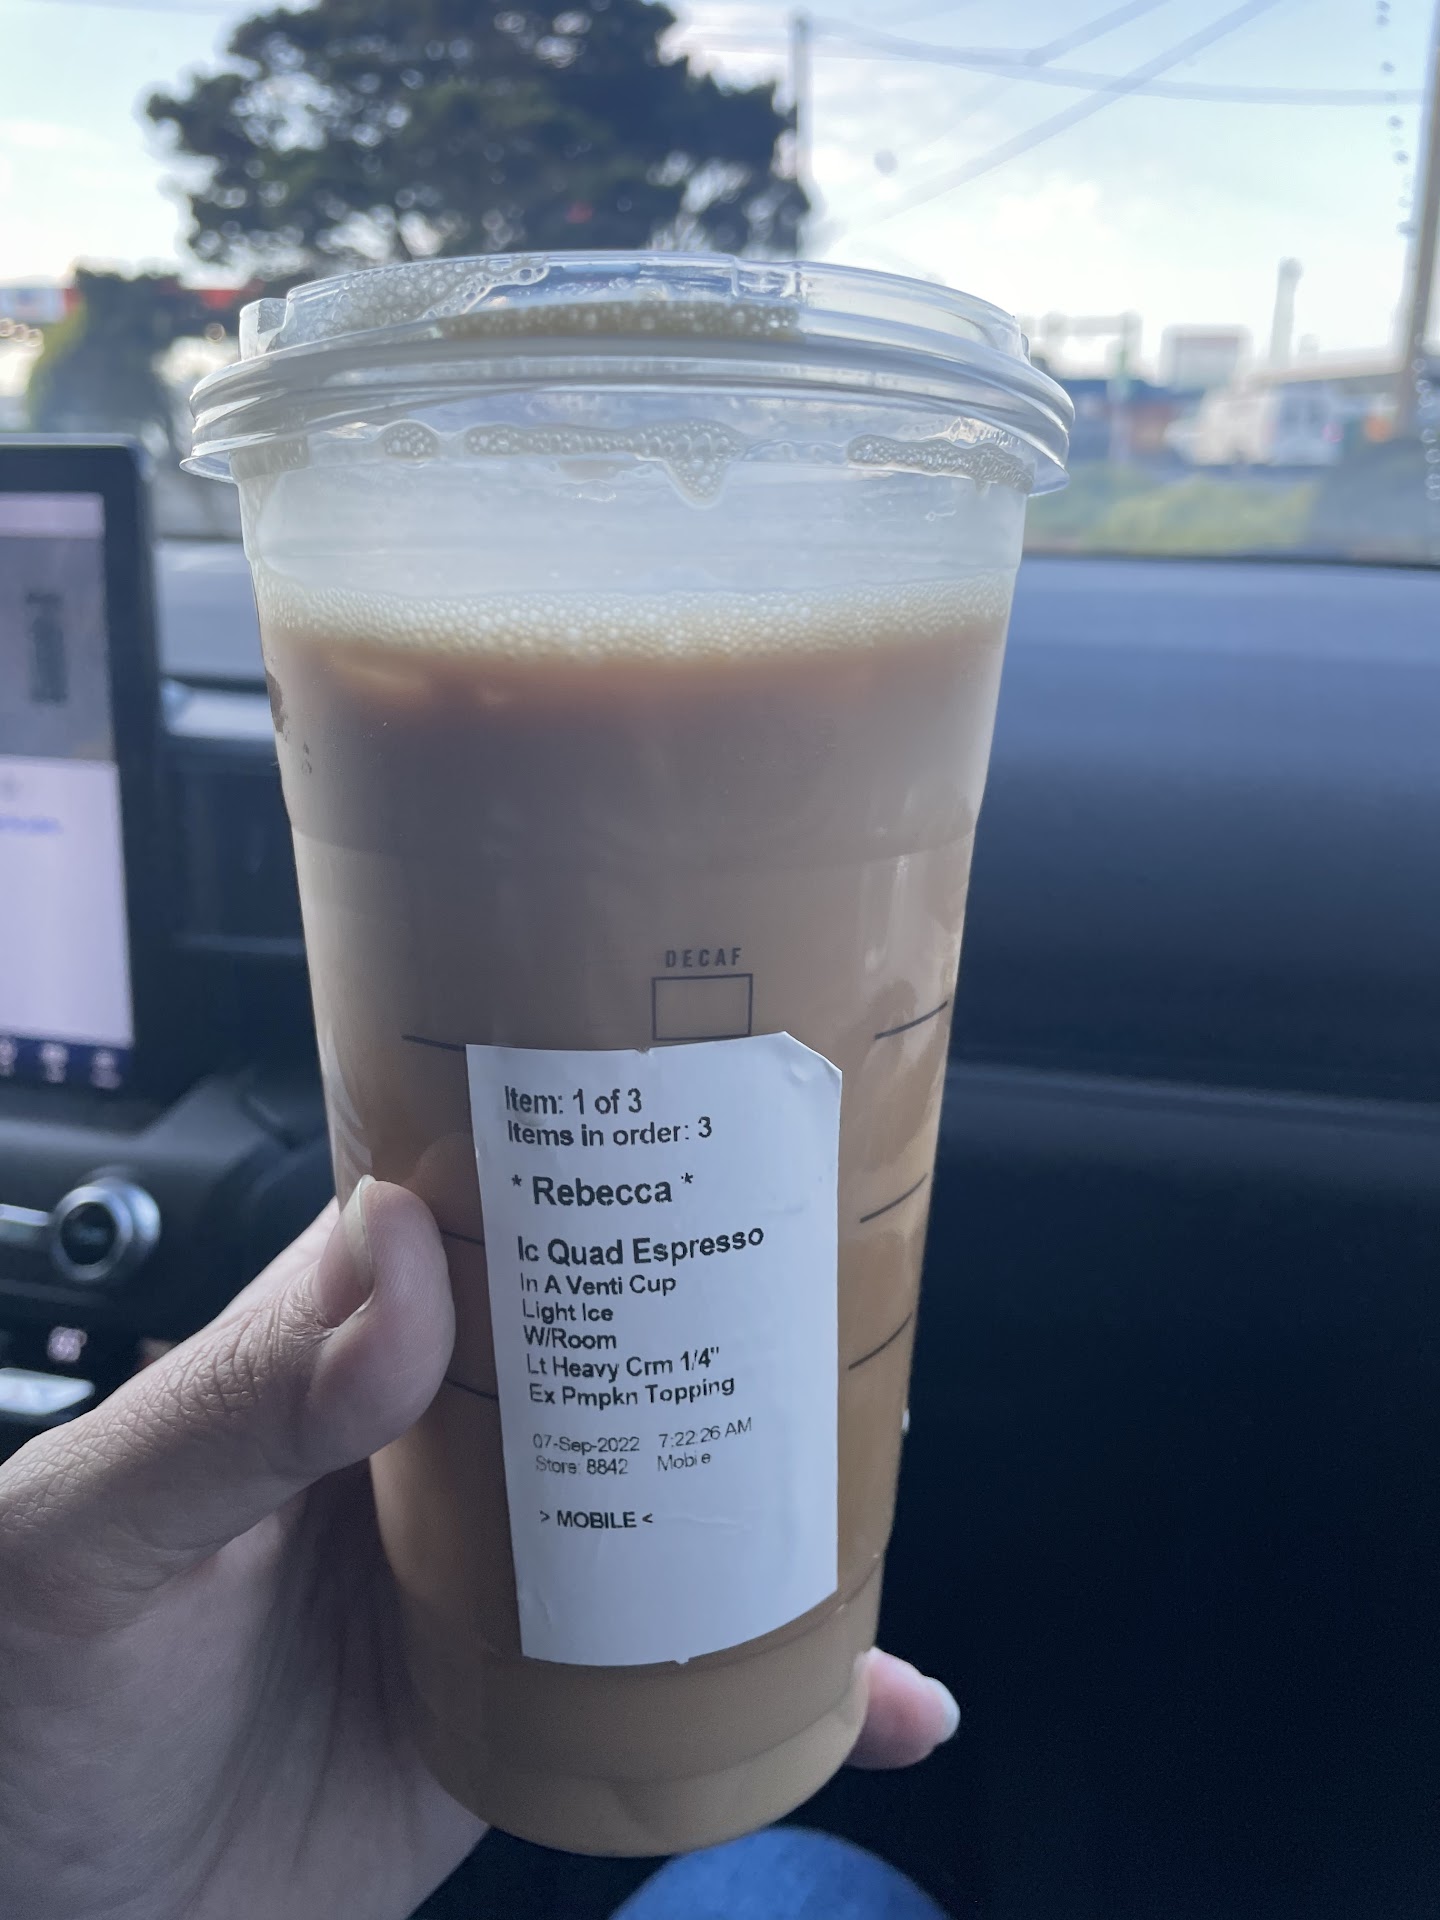 DECAF
Item: 1 of 3
Items in order: 3
* Rebecca *
Ic Quad Espresso
In A Venti Cup
Light Ice
W/Room
Lt Heavy Crm 1/4"
Ex Pmpkn Topping
07-Sep-2022 7:22:26 AM
Store: 8842 Mobile
> MOBILE <